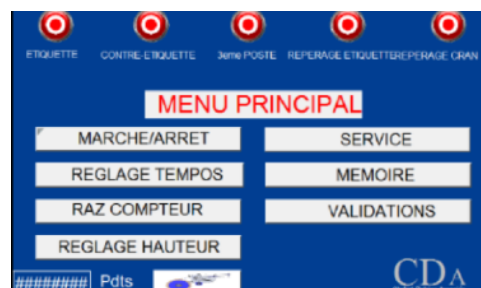 ETIQUETTE CONTRE-ETIQUETTE 3eme POSTE REPERAGE ETIQUETTE REPERAGE CRAN
MENU PRINCIPAL
MARCHE/ARRET SERVICE
REGLAGE TEMPOS MEMOIRE
RAZ COMPTEUR VALIDATIONS
REGLAGE HAUTEUR
######## Pdts CDA